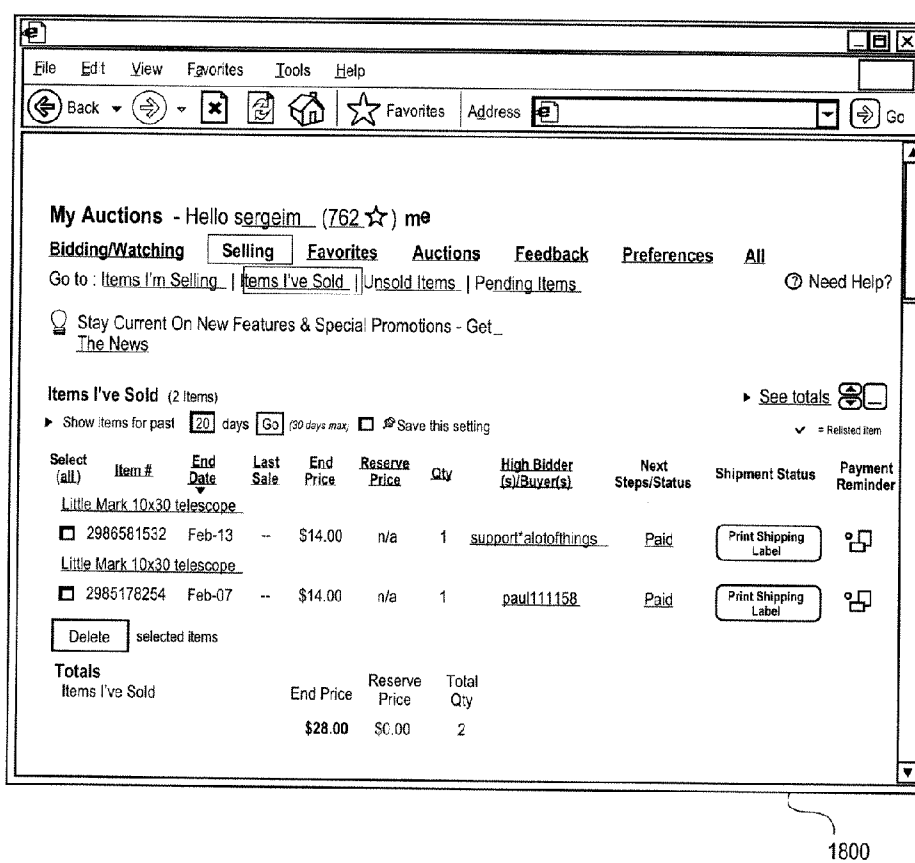 File Edit View Favorites Tools Help
Back Favorites Address Go
My Auctions - Hello sergeim (762 ☆) me
Bidding/Watching Selling Favorites Auctions Feedback Preferences All
Go to : Items I'm Selling | Items I've Sold | Unsold Items | Pending Items Need Help?
Stay Current On New Features & Special Promotions - Get
The News
Items I've Sold (2 Items) See totals
Show items for past 20 days Go (30 days max) Save this setting ✓ = Relisted item
Select (all) Item # End Date Last Sale End Price Reserve Price Qty High Bidder (s)/Buyer(s) Next Steps/Status Shipment Status Payment Reminder
Little Mark 10x30 telescope
2986581532 Feb-13 -- $14.00 n/a 1 support*alotofthings Paid Print Shipping Label
Little Mark 10x30 telescope
2985178254 Feb-07 -- $14.00 n/a 1 paul111158 Paid Print Shipping Label
Delete selected items
Totals
Items I've Sold End Price Reserve Price Total Qty
$28.00 $0.00 2
1800